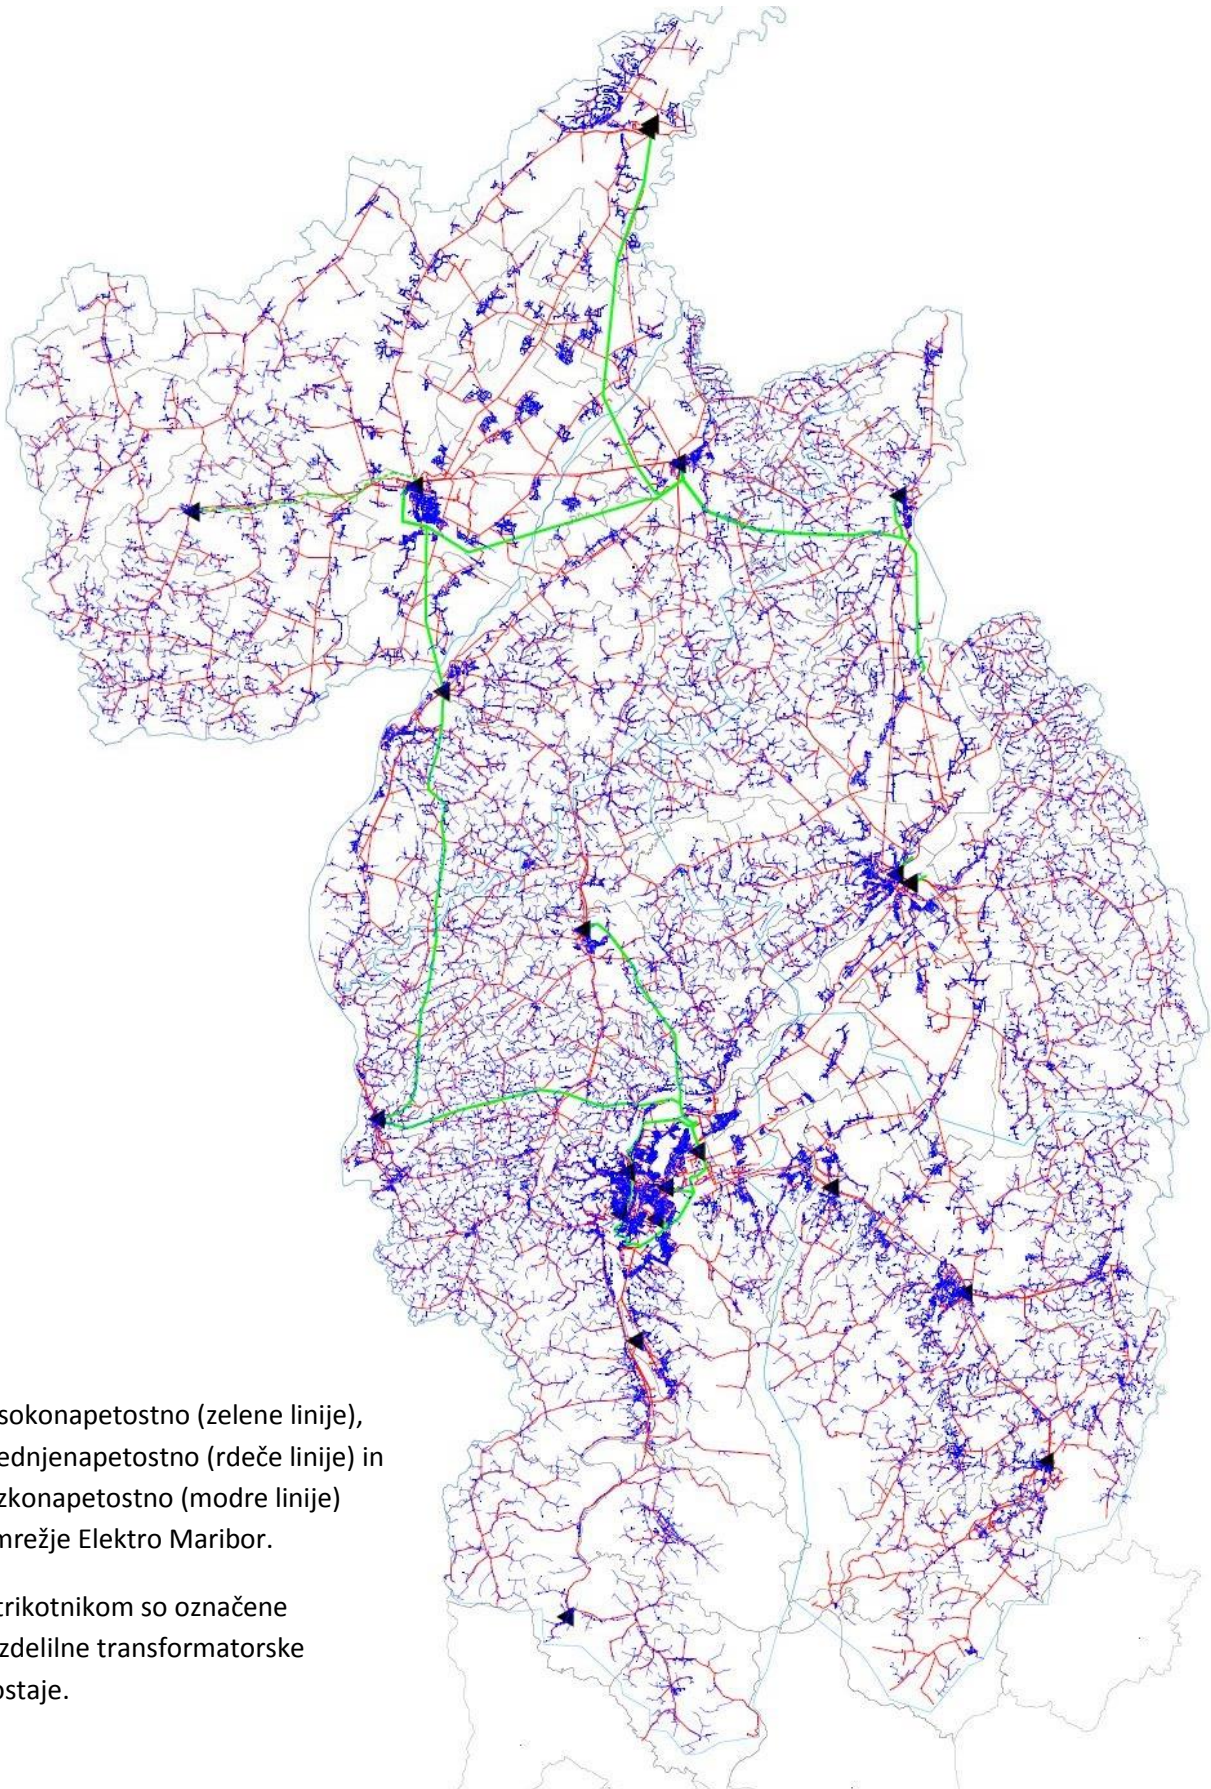 sokonapetostno (zelene linije),
ednjenapetostno (rdeče linije) in
zkonapetostno (modre linije)
mrežje Elektro Maribor.
trikotnikom so označene
zdelilne transformatorske
ostaje.